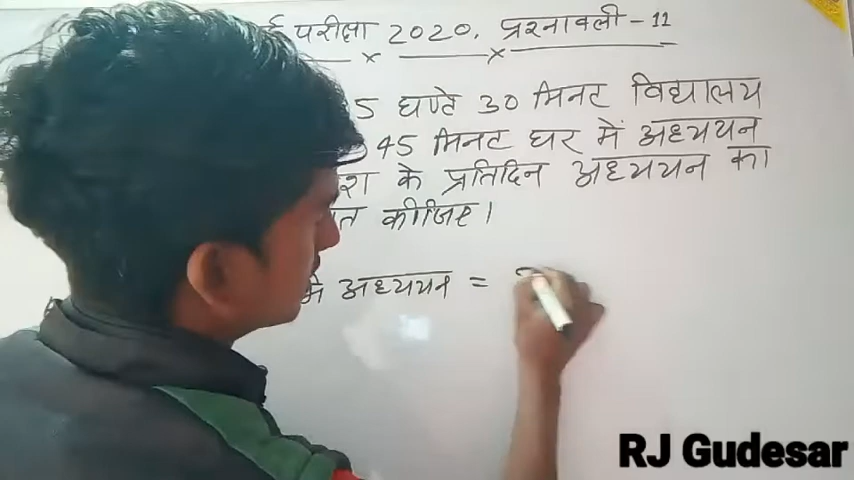 परीक्षा 2020, प्रश्नावली - 11
5 घण्टे 30 मिनट विद्यालय
45 मिनट घर में अध्ययन
के प्रतिदिन अध्ययन का
कीजिए।
मे अध्ययन =
RJ Gudesar